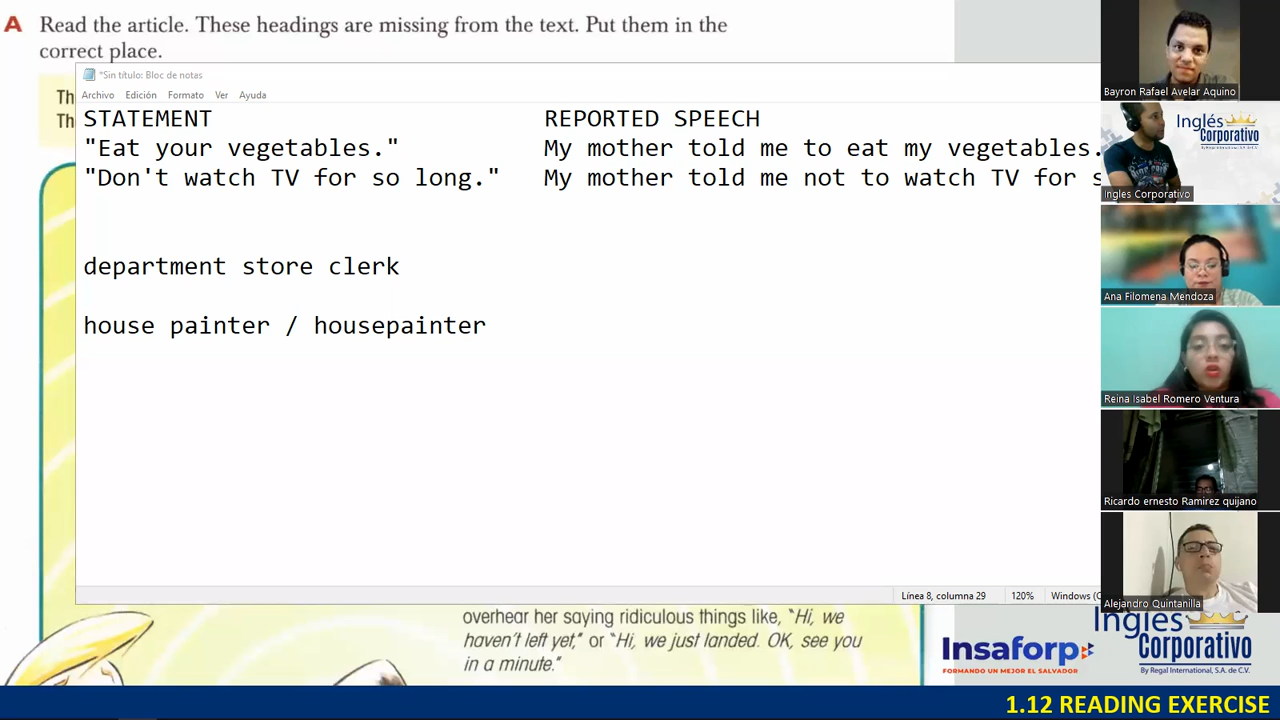 A Read the article. These headings are missing from the text. Put them in the
correct place.
Th
Th
*Sin título: Bloc de notas
Archivo Edición Formato Ver Ayuda
STATEMENT REPORTED SPEECH
"Eat your vegetables." My mother told me to eat my vegetables.
"Don't watch TV for so long." My mother told me not to watch TV for s
department store clerk
house painter / housepainter
Línea 8, columna 29 120% Windows (C
overhear her saying ridiculous things like, “Hi, we
haven't left yet,” or “Hi, we just landed. OK, see you
in a minute.”
Bayron Rafael Avelar Aquino
Inglés
Corporativo
By Regal International, S.A. de C.V.
Ingles Corporativo
Ana Filomena Mendoza
Reina Isabel Romero Ventura
Ricardo ernesto Ramirez quijano
Alejandro Quintanilla
Insaforp
FORMANDO UN MEJOR EL SALVADOR
Inglés
Corporativo
By Regal International, S.A. de C.V.
1.12 READING EXERCISE